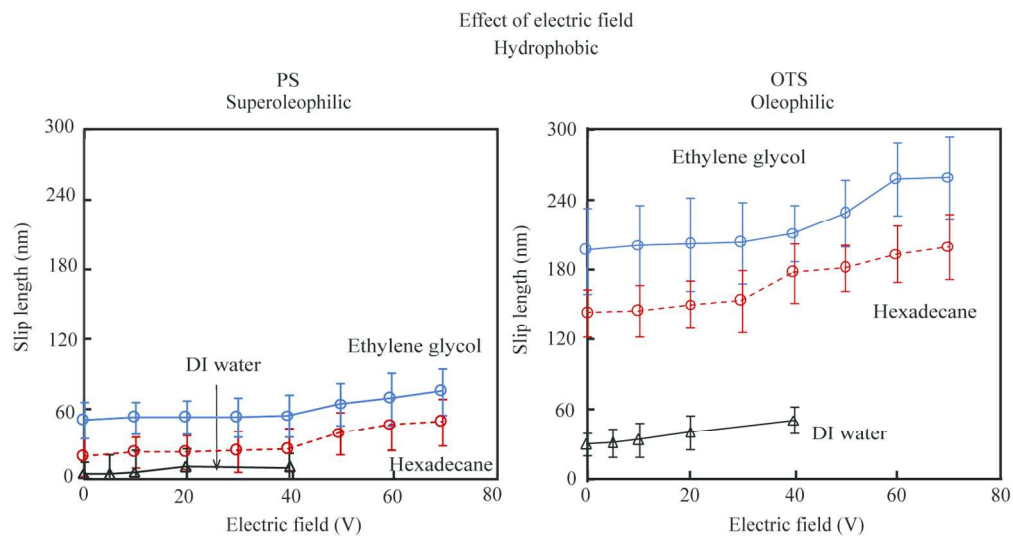 Effect of electric field
Hydrophobic
PS
Superoleophilic
300
240
180
120
60
0
Slip length (nm)
Ethylene glycol
DI water
Hexadecane
0
20
40
60
80
Electric field (V)
OTS
Oleophilic
300
240
180
120
60
0
Slip length (nm)
Ethylene glycol
Hexadecane
DI water
0
20
40
60
80
Electric field (V)